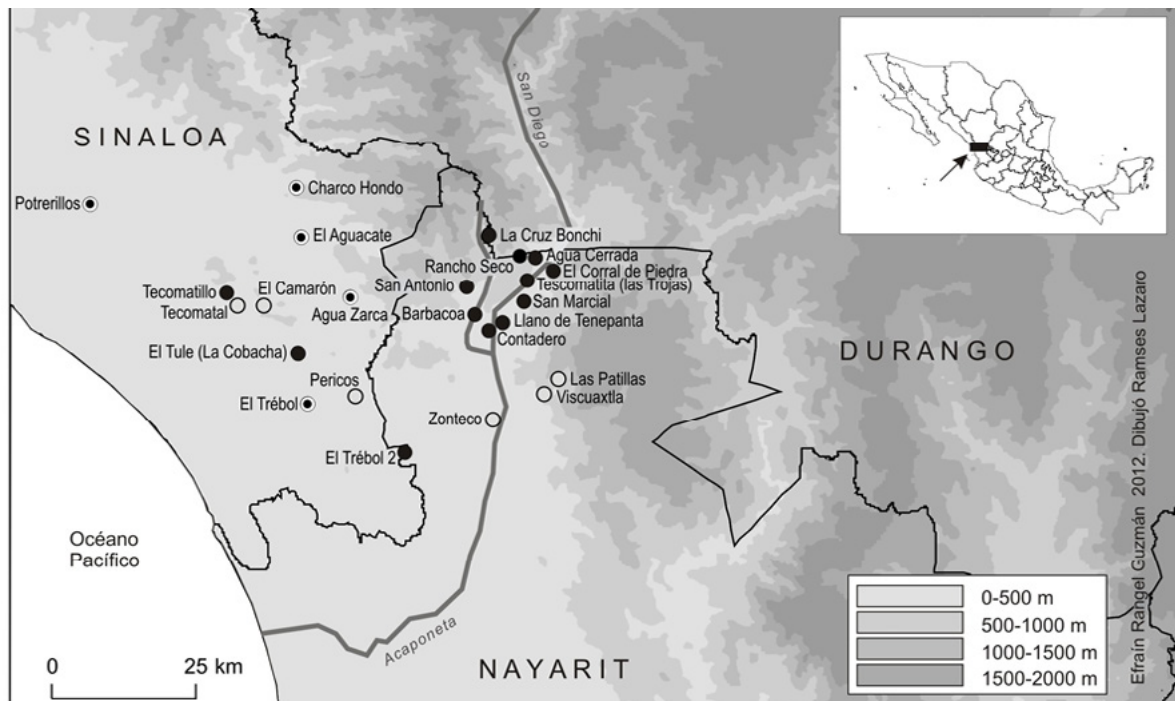 SINALOA
San Diego
Potrerillos
Charco Hondo
El Aguacate
La Cruz Bonchi
Agua Cerrada
Rancho Seco
El Corral de Piedra
Tescomatita (las Trojas)
San Antonio
San Marcial
Tecomatillo
El Camarón
Tecomatal
Agua Zarca
Barbacoa
Llano de Tenepanta
Contadero
El Tule (La Cobacha)
DURANGO
Pericos
Las Patillas
Viscuaxtla
El Trébol
Zonteco
El Trébol 2
Océano
Pacífico
Acaponeta
NAYARIT
0 25 km
0-500 m
500-1000 m
1000-1500 m
1500-2000 m
Efraín Rangel Guzmán 2012. Dibujó Ramses Lazaro